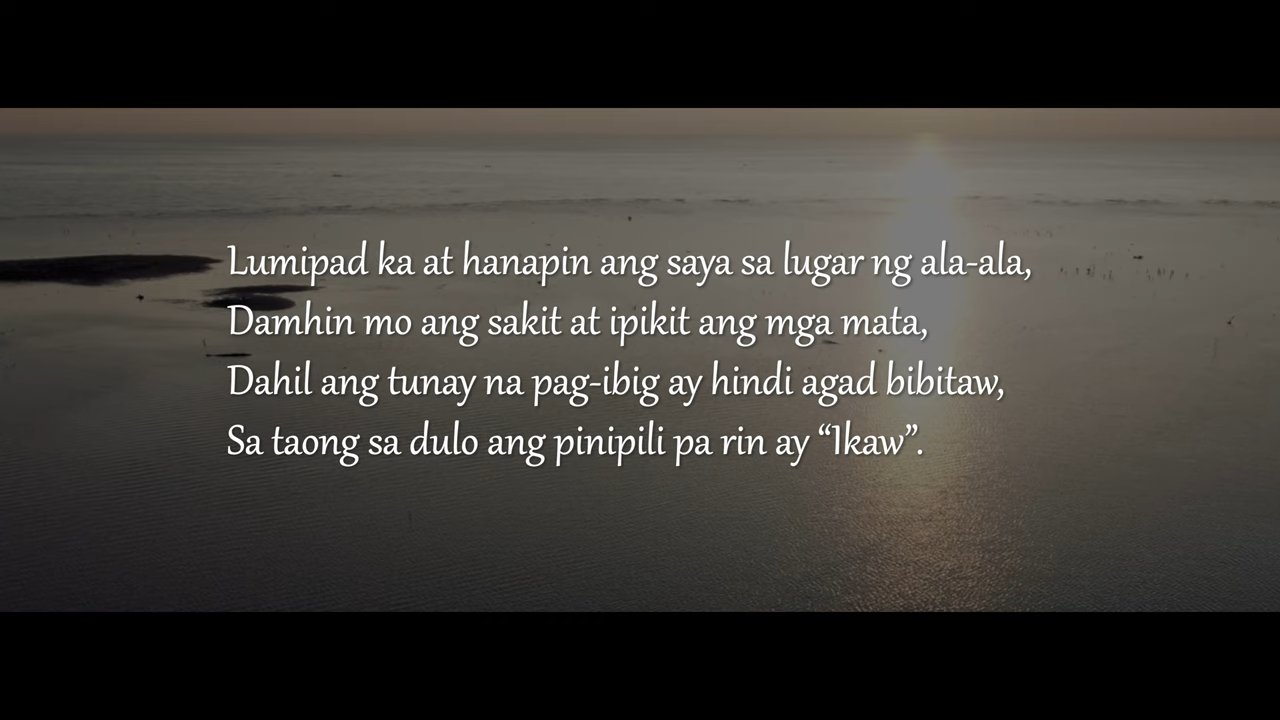 Lumipad ka at hanapin ang saya sa lugar ng ala-ala,
Damhin mo ang sakit at ipikit ang mga mata,
Dahil ang tunay na pag-ibig ay hindi agad bibitaw,
Sa taong sa dulo ang pinipili pa rin ay “Ikaw”.